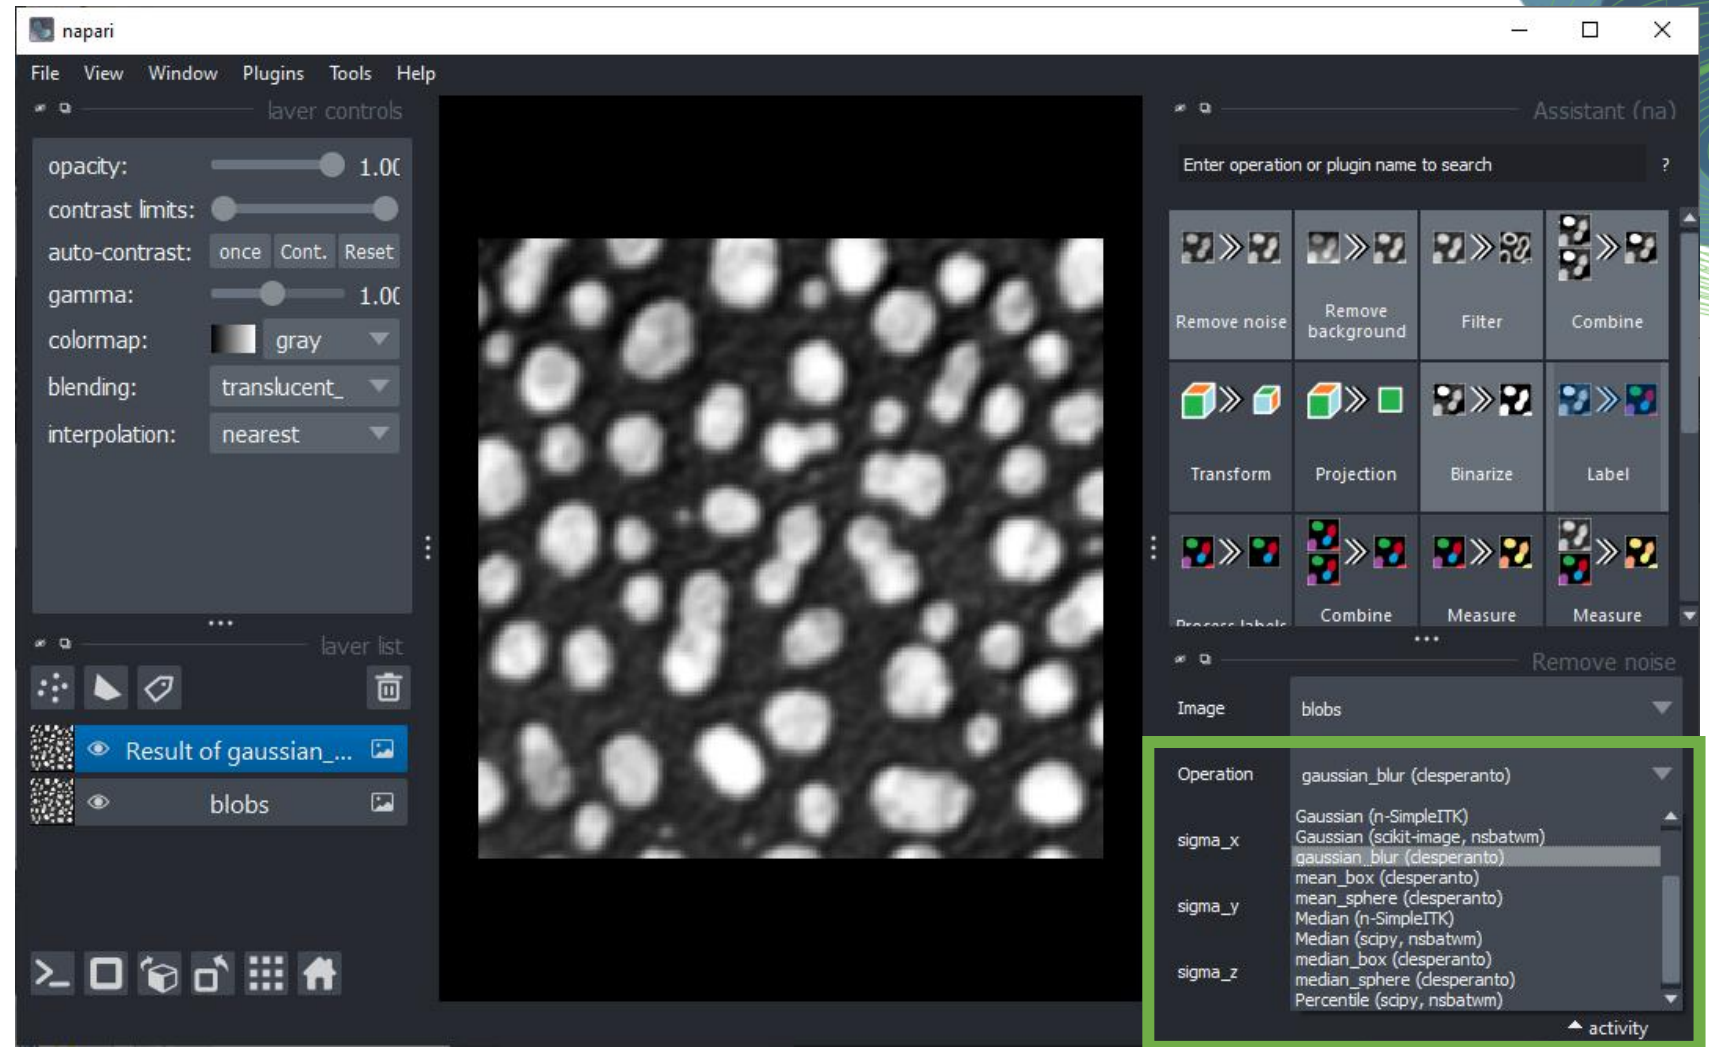 napari
File View Window Plugins Tools Help
layer controls
opacity: 1.00
contrast limits:
auto-contrast: once Cont. Reset
gamma: 1.00
colormap: gray
blending: translucent_
interpolation: nearest
layer list
Result of gaussian_...
blobs
Assistant (na)
Enter operation or plugin name to search ?
Remove noise
Remove
background
Filter
Combine
Transform
Projection
Binarize
Label
Process labels
Combine
Measure
Measure
Remove noise
Image blobs
Operation gaussian_blur (clesperanto)
Gaussian (n-SimpleITK)
Gaussian (scikit-image, nsbatwm)
gaussian_blur (clesperanto)
mean_box (clesperanto)
mean_sphere (clesperanto)
Median (n-SimpleITK)
Median (scipy, nsbatwm)
median_box (clesperanto)
median_sphere (clesperanto)
Percentile (scipy, nsbatwm)
sigma_x
sigma_y
sigma_z
activity